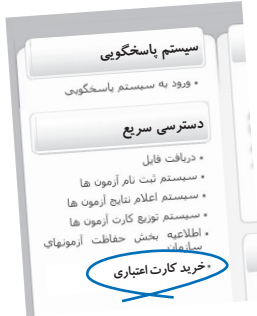 سیستم پاسخگویی
• ورود به سیستم پاسخگویی
دسترسی سریع
• دریافت فایل
• سیستم ثبت نام آزمون ها
• سیستم اعلام نتایج آزمون ها
• سیستم توزیع کارت آزمون ها
• اطلاعیه بخش حفاظت آزمونهای
سازمان
• خرید کارت اعتباری